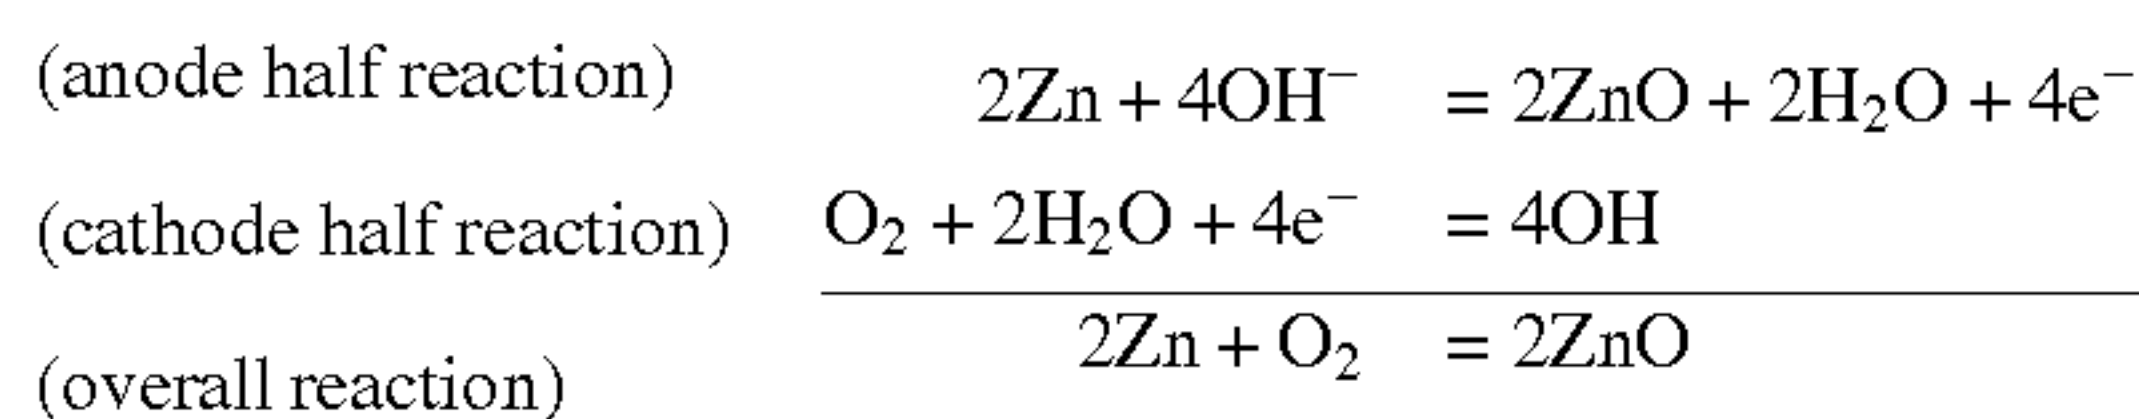 (anode half reaction) 2Zn + 4OH⁻ = 2ZnO + 2H₂O + 4e⁻
(cathode half reaction) O₂ + 2H₂O + 4e⁻ = 4OH
(overall reaction) 2Zn + O₂ = 2ZnO